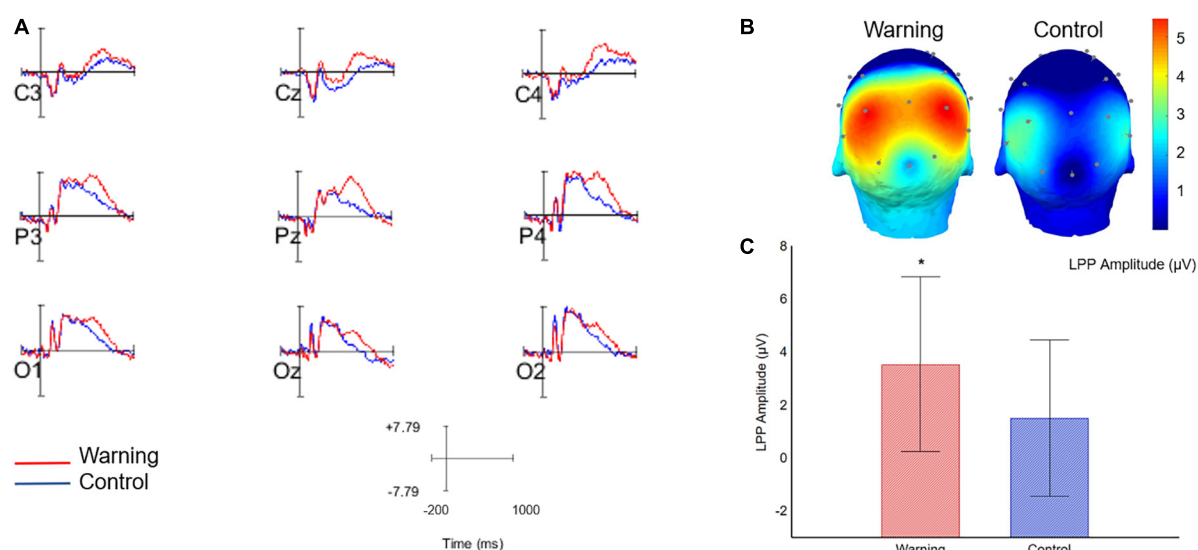 A
C3
Cz
C4
P3
Pz
P4
O1
Oz
O2
Warning
Control
+7.79
-7.79
-200
1000
Time (ms)
B
Warning
Control
5
4
3
2
1
LPP Amplitude (μV)
C
LPP Amplitude (μV)
8
6
4
2
0
-2
*
Warning
Control